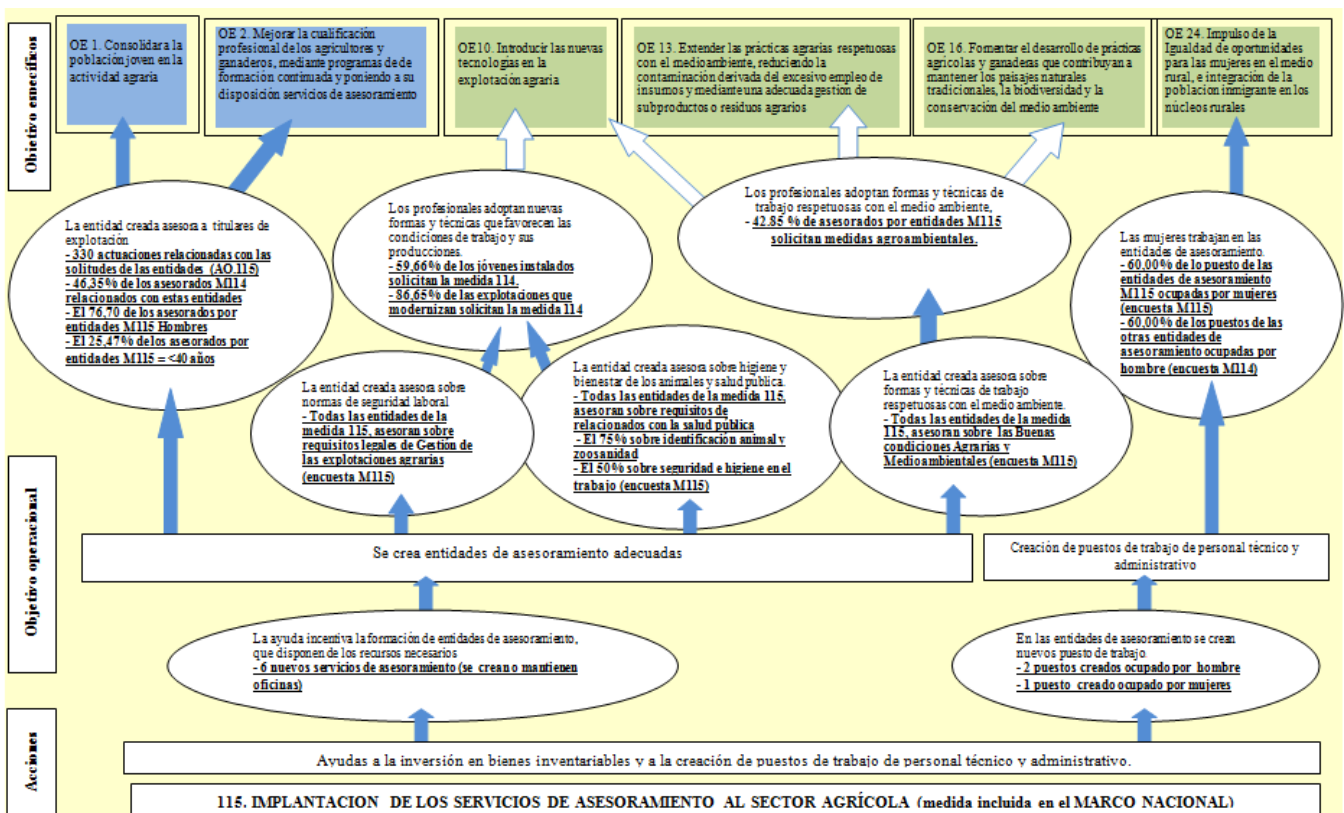 Objetivo específicos
OE 1. Consolidara la
población joven en la
actividad agraria
OE 2. Mejorar la cualificación
profesional de los agricultores y
ganaderos, mediante programas de de
formación continuada y poniendo a su
disposición servicios de asesoramiento
OE10. Introducir las nuevas
tecnologías en la
explotación agraria
OE 13. Extender las prácticas agrarias respetuosas
con el medioambiente, reduciendo la
contaminación derivada del excesivo empleo de
insumos y mediante una adecuada gestión de
subproductos o residuos agrarios
OE 16. Fomentar el desarrollo de prácticas
agrícolas y ganaderas que contribuyan a
mantener los paisajes naturales
tradicionales, la biodiversidad y la
conservación del medio ambiente
OE 24. Impulso de la
Igualdad de oportunidades
para las mujeres en el medio
rural, e integración de la
poblacion inmigrante en los
núcleos rurales
La entidad creada asesora a titulares de
explotación
- 330 actuaciones relacionadas con las
solitudes de las entidades (AO.115)
- 46,35% de los asesorados M114
relacionados con estas entidades
- El 76,70 de los asesorados por
entidades M115 Hombres
- El 25,47% delos asesorados por
entidades M115 = <40 años
Los profesionales adoptan nuevas
formas y técnicas que favorecen las
condiciones de trabajo y sus
producciones.
- 59,66% de los jóvenes instalados
solicitan la medida 114.
- 86,65% de las explotaciones que
modernizan solicitan la medida 114
Los profesionales adoptan formas y técnicas de
trabajo respetuosas con el medio ambiente,
- 42.85 % de asesorados por entidades M115
solicitan medidas agroambientales.
Las mujeres trabajan en las
entidades de asesoramiento.
- 60,00% de lo puesto de las
entidades de asesoramiento
M115 ocupadas por mujeres
(encuesta M115)
- 60,00% de los puestos de las
otras entidades de
asesoramiento ocupadas por
hombre (encuesta M114)
La entidad creada asesora sobre
normas de seguridad laboral
- Todas las entidades de la
medida 115, asesoran sobre
requisitos legales de Gestión de
las explotaciones agrarias
(encuesta M115)
La entidad creada asesora sobre higiene y
bienestar de los animales y salud pública.
- Todas las entidades de la medida 115,
asesoran sobre requisitos de
relacionados con la salud pública
- El 75% sobre identificación animal y
zoosanidad
- El 50% sobre seguridad e higiene en el
trabajo (encuesta M115)
La entidad creada asesora sobre
formas y técnicas de trabajo
respetuosas con el medio ambiente.
- Todas las entidades de la medida
115, asesoran sobre las Buenas
condiciones Agrarias y
Medioambientales (encuesta M115)
Objetivo operacional
Se crea entidades de asesoramiento adecuadas
Creación de puestos de trabajo de personal técnico y
administrativo
La ayuda incentiva la formación de entidades de asesoramiento,
que disponen de los recursos necesarios
- 6 nuevos servicios de asesoramiento (se crean o mantienen
oficinas)
En las entidades de asesoramiento se crean
nuevos puesto de trabajo.
- 2 puestos creados ocupado por hombre
- 1 puesto creado ocupado por mujeres
Acciones
Ayudas a la inversión en bienes inventariables y a la creación de puestos de trabajo de personal técnico y administrativo.
115. IMPLANTACION DE LOS SERVICIOS DE ASESORAMIENTO AL SECTOR AGRÍCOLA (medida incluida en el MARCO NACIONAL)